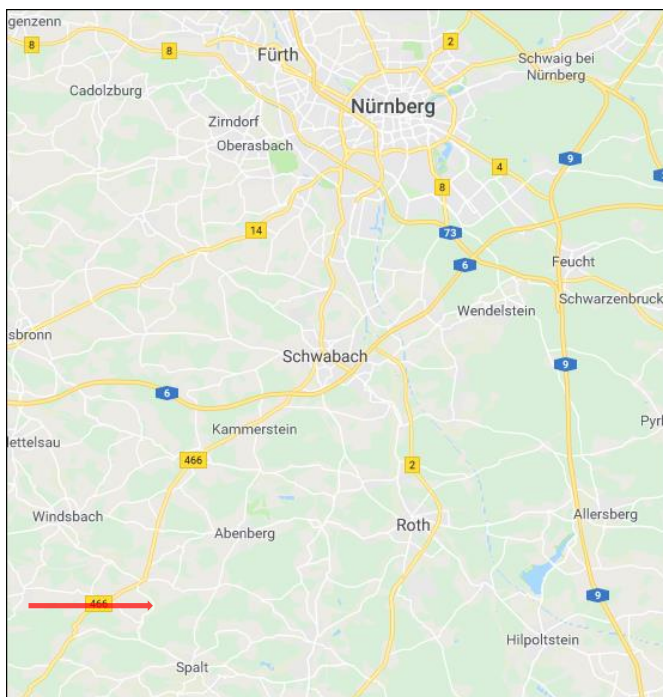 genzenn
8
8
2
Fürth
Schwaig bei
Nürnberg
Cadolzburg
Nürnberg
Zirndorf
Oberasbach
9
4
8
14
73
6
Feucht
Schwarzenbruck
Wendelstein
sbronn
Schwabach
9
6
Kammerstein
Pyrl
ettelsau
466
2
Windsbach
Allersberg
Abenberg
Roth
466
9
Hilpoltstein
Spalt